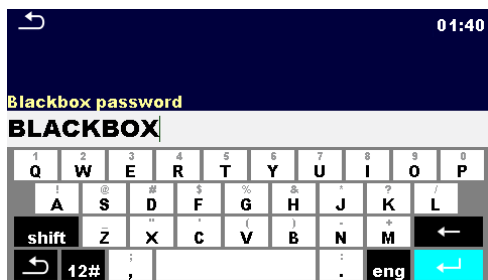 01:40
Blackbox password
BLACKBOX
1 2 3 4 5 6 7 8 9 0
Q W E R T Y U I O P
! @ # $ % & * ? /
A S D F G H J K L
_ " ' ( ) - +
shift Z X C V B N M ←
12# ; , : . eng